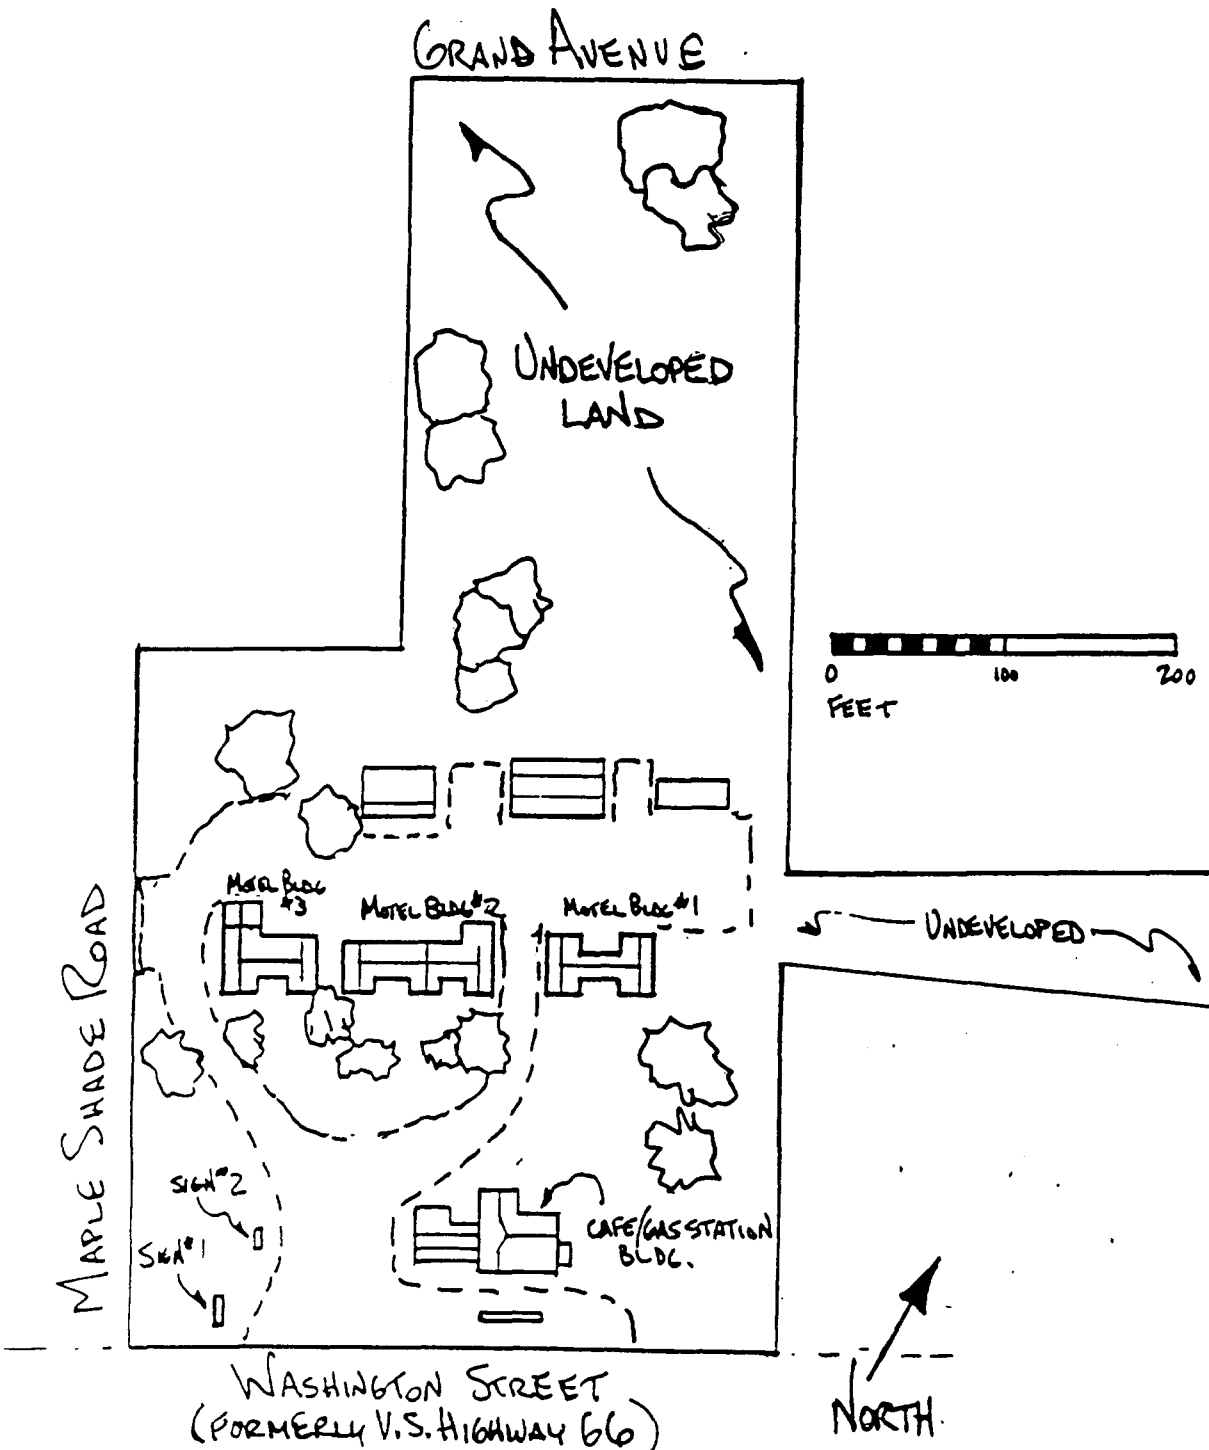 GRAND AVENUE
UNDEVELOPED
LAND
0 100 200
FEET
MOTEL BLDG
#3
MOTEL BLDG #2
MOTEL BLDG #1
UNDEVELOPED
MAPLE SHADE ROAD
SIGN #2
SIGN #1
CAFE/GAS STATION
BLDG.
WASHINGTON STREET
(FORMERLY U.S. HIGHWAY 66)
NORTH